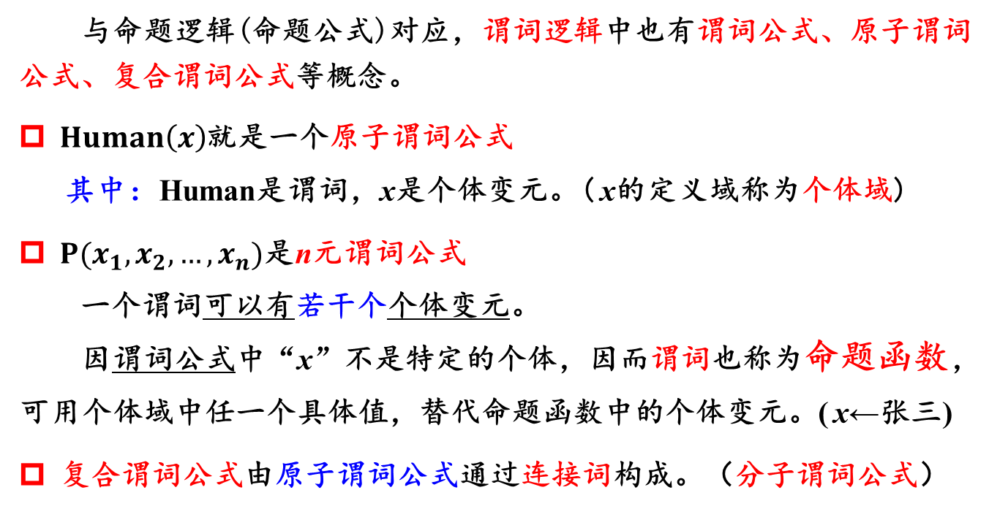 与命题逻辑(命题公式)对应，谓词逻辑中也有谓词公式、原子谓词
公式、复合谓词公式等概念。
Human(x)就是一个原子谓词公式
其中：Human是谓词，x是个体变元。（x的定义域称为个体域）
P(x₁,x₂,…,xₙ)是n元谓词公式
一个谓词可以有若干个个体变元。
因谓词公式中“x”不是特定的个体，因而谓词也称为命题函数，
可用个体域中任一个具体值，替代命题函数中的个体变元。(x←张三)
复合谓词公式由原子谓词公式通过连接词构成。（分子谓词公式）